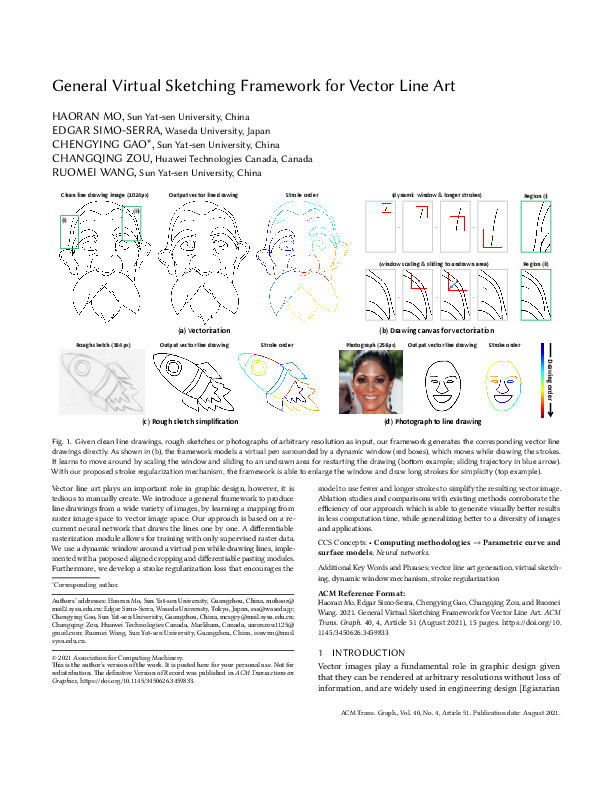 General Virtual Sketching Framework for Vector Line Art
HAORAN MO, Sun Yat-sen University, China
EDGAR SIMO-SERRA, Waseda University, Japan
CHENGYING GAO*, Sun Yat-sen University, China
CHANGQING ZOU, Huawei Technologies Canada, Canada
RUOMEI WANG, Sun Yat-sen University, China
Clean line drawing image (1024px)
Output vector line drawing
Stroke order
(i)
(ii)
(a) Vectorization
(dynamic window & longer strokes)
Region (i)
(window scaling & sliding to undrawn area)
Region (ii)
(b) Drawing canvas for vectorization
Rough sketch (384px)
Output vector line drawing
Stroke order
(c) Rough sketch simplification
Photograph (256px)
Output vector line drawing
Stroke order
Drawing order
(d) Photograph to line drawing
Fig. 1. Given clean line drawings, rough sketches or photographs of arbitrary resolution as input, our framework generates the corresponding vector line
drawings directly. As shown in (b), the framework models a virtual pen surrounded by a dynamic window (red boxes), which moves while drawing the strokes.
It learns to move around by scaling the window and sliding to an undrawn area for restarting the drawing (bottom example; sliding trajectory in blue arrow).
With our proposed stroke regularization mechanism, the framework is able to enlarge the window and draw long strokes for simplicity (top example).
Vector line art plays an important role in graphic design, however, it is
tedious to manually create. We introduce a general framework to produce
line drawings from a wide variety of images, by learning a mapping from
raster image space to vector image space. Our approach is based on a re-
current neural network that draws the lines one by one. A differentiable
rasterization module allows for training with only supervised raster data.
We use a dynamic window around a virtual pen while drawing lines, imple-
mented with a proposed aligned cropping and differentiable pasting modules.
Furthermore, we develop a stroke regularization loss that encourages the
*Corresponding author.
Authors' addresses: Haoran Mo, Sun Yat-sen University, Guangzhou, China, mohaor@
mail2.sysu.edu.cn; Edgar Simo-Serra, Waseda University, Tokyo, Japan, ess@waseda.jp;
Chengying Gao, Sun Yat-sen University, Guangzhou, China, mcsgcy@mail.sysu.edu.cn;
Changqing Zou, Huawei Technologies Canada, Markham, Canada, aaronzou1125@
gmail.com; Ruomei Wang, Sun Yat-sen University, Guangzhou, China, isswrm@mail.
sysu.edu.cn.
© 2021 Association for Computing Machinery.
This is the author's version of the work. It is posted here for your personal use. Not for
redistribution. The definitive Version of Record was published in ACM Transactions on
Graphics, https://doi.org/10.1145/3450626.3459833.
model to use fewer and longer strokes to simplify the resulting vector image.
Ablation studies and comparisons with existing methods corroborate the
efficiency of our approach which is able to generate visually better results
in less computation time, while generalizing better to a diversity of images
and applications.
CCS Concepts: • Computing methodologies → Parametric curve and
surface models; Neural networks.
Additional Key Words and Phrases: vector line art generation, virtual sketch-
ing, dynamic window mechanism, stroke regularization
ACM Reference Format:
Haoran Mo, Edgar Simo-Serra, Chengying Gao, Changqing Zou, and Ruomei
Wang. 2021. General Virtual Sketching Framework for Vector Line Art. ACM
Trans. Graph. 40, 4, Article 51 (August 2021), 15 pages. https://doi.org/10.
1145/3450626.3459833
1 INTRODUCTION
Vector images play a fundamental role in graphic design given
that they can be rendered at arbitrary resolutions without loss of
information, and are widely used in engineering design [Egiazarian
ACM Trans. Graph., Vol. 40, No. 4, Article 51. Publication date: August 2021.